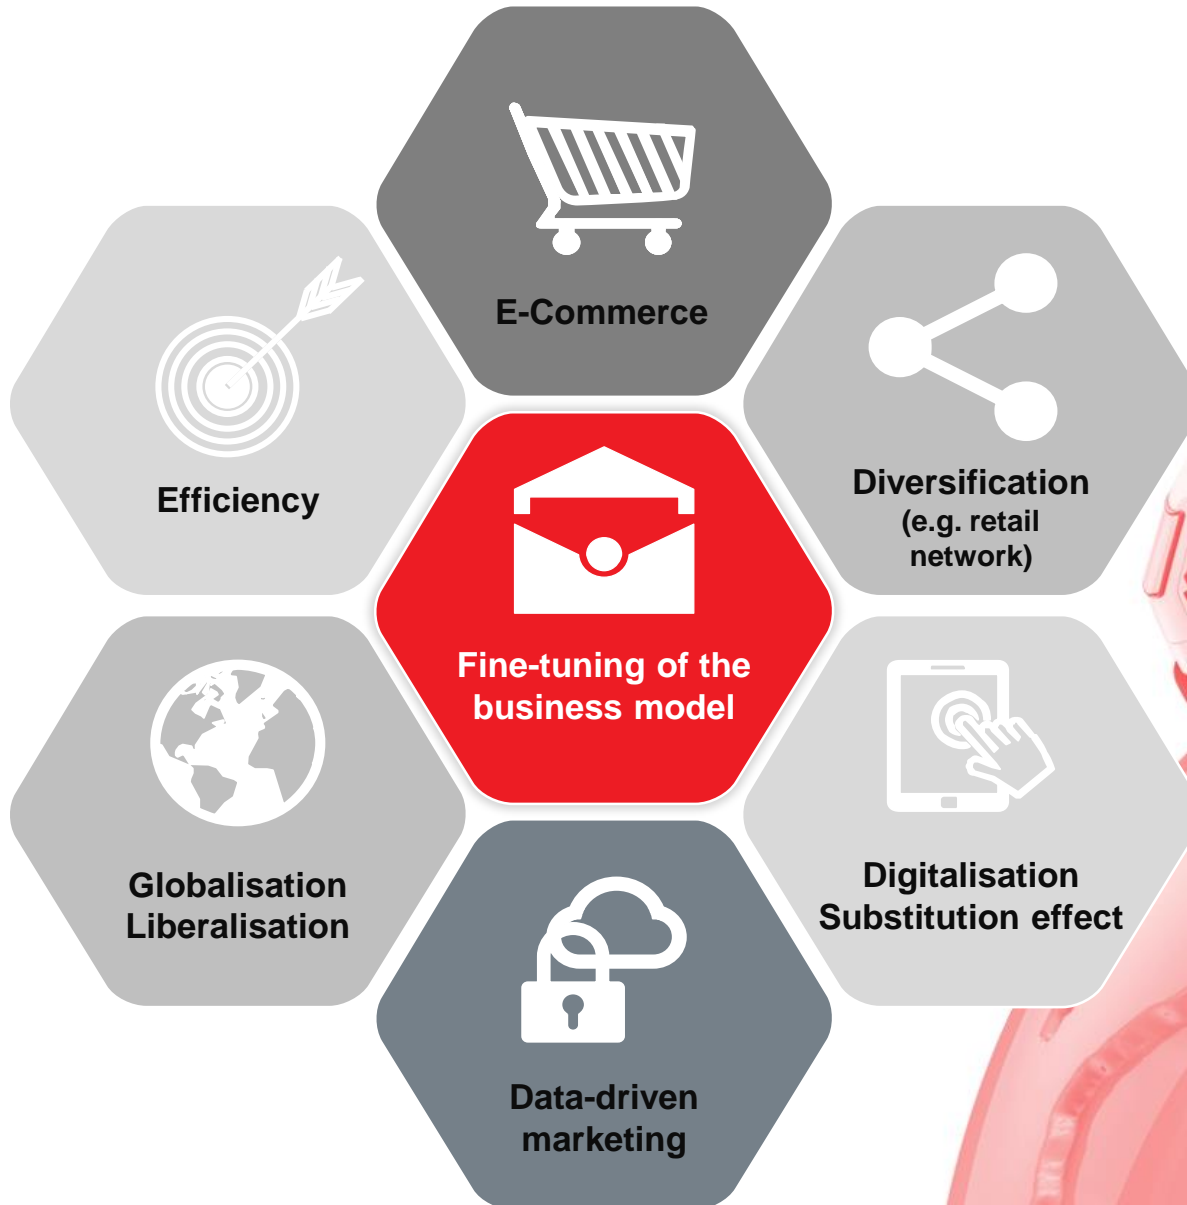 E-Commerce
Efficiency
Diversification
(e.g. retail
network)
Fine-tuning of the
business model
Globalisation
Liberalisation
Digitalisation
Substitution effect
Data-driven
marketing